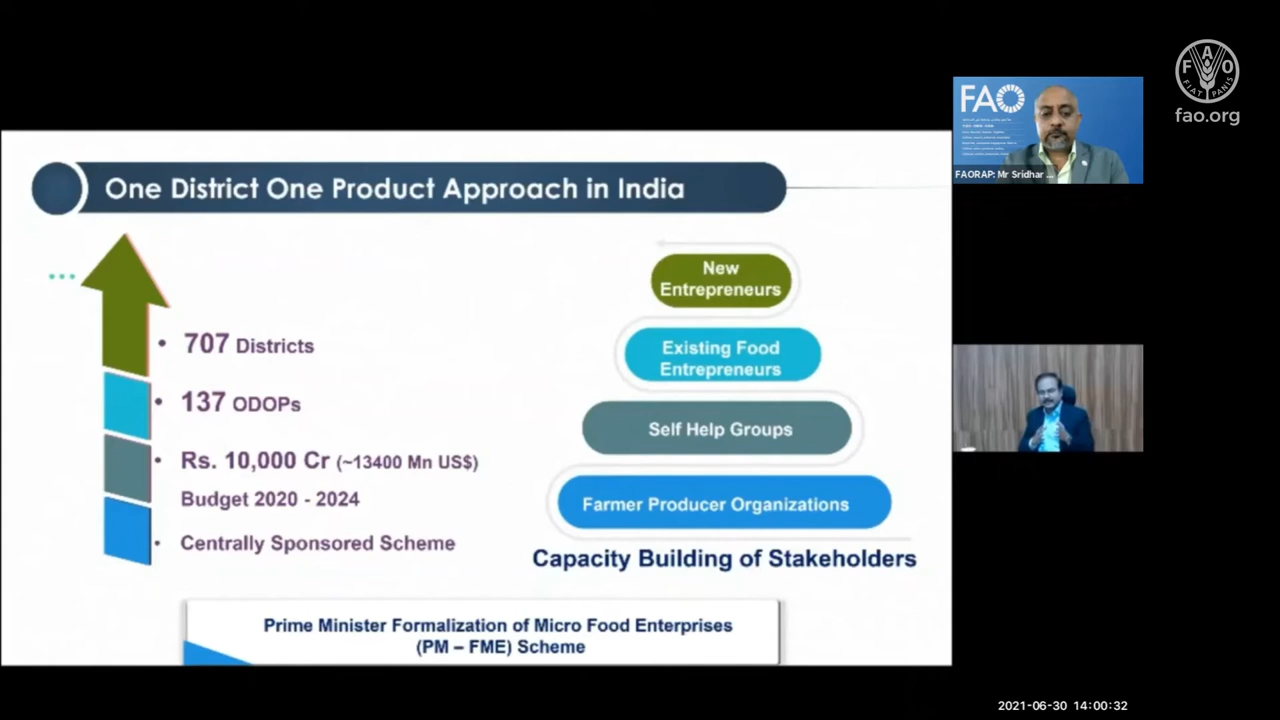 One District One Product Approach in India
707 Districts
137 ODOPs
Rs. 10,000 Cr (~13400 Mn US$)
Budget 2020 - 2024
Centrally Sponsored Scheme
New
Entrepreneurs
Existing Food
Entrepreneurs
Self Help Groups
Farmer Producer Organizations
Capacity Building of Stakeholders
Prime Minister Formalization of Micro Food Enterprises
(PM – FME) Scheme
FAO
FAORAP: Mr Sridhar ...
FAO
FIAT PANIS
fao.org
2021-06-30 14:00:32